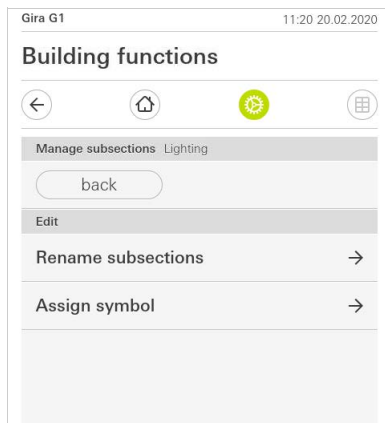 Gira G1 11:20 20.02.2020
Building functions
Manage subsections Lighting
back
Edit
Rename subsections
Assign symbol